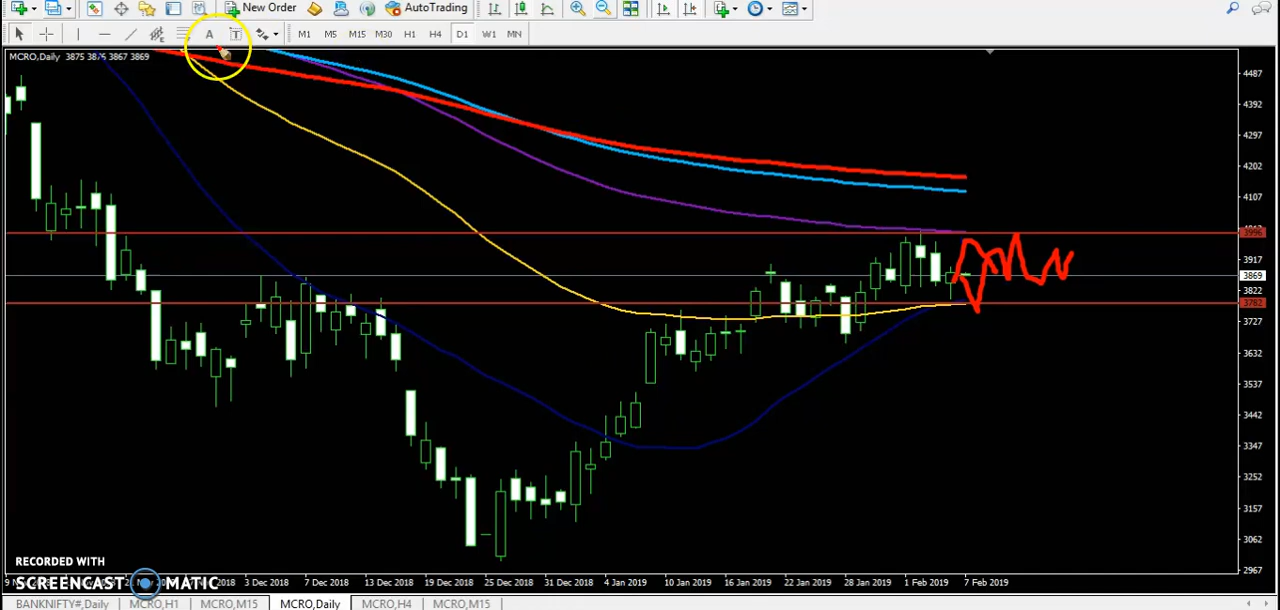 New Order AutoTrading
A T M1 M5 M15 M30 H1 H4 D1 W1 MN
MCRO,Daily 3875 3875 3867 3869
4487
4392
4297
4202
4107
3996
3917
3869
3822
3782
3727
3632
3537
3442
3347
3252
3157
3062
2967
RECORDED WITH
SCREENCAST MATIC
2018 3 Dec 2018 7 Dec 2018 13 Dec 2018 19 Dec 2018 25 Dec 2018 31 Dec 2018 4 Jan 2019 10 Jan 2019 16 Jan 2019 22 Jan 2019 28 Jan 2019 1 Feb 2019 7 Feb 2019
BANKNIFTY#,Daily MCRO,H1 MCRO,M15 MCRO,Daily MCRO,H4 MCRO,M15